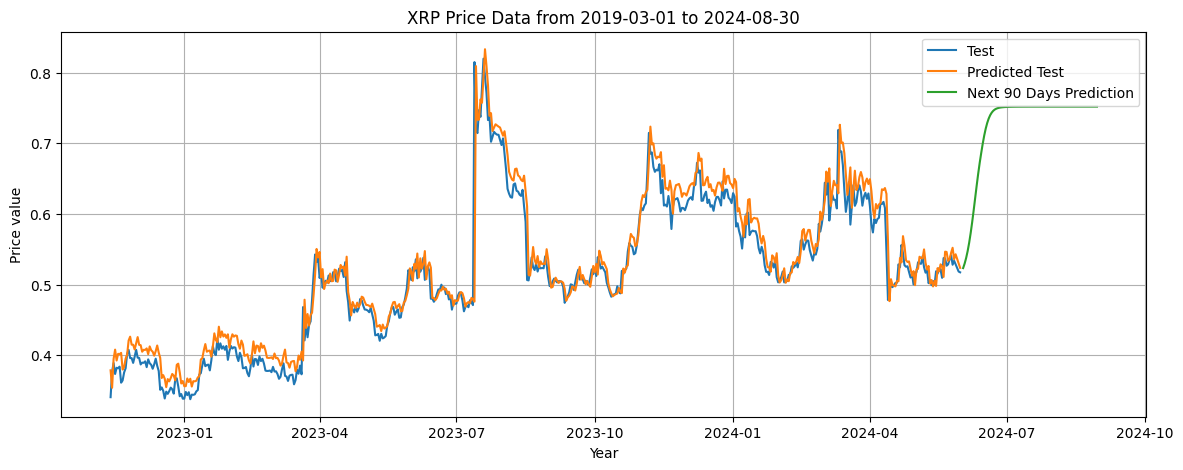 XRP Price Data from 2019-03-01 to 2024-08-30
Test
Predicted Test
Next 90 Days Prediction
Price value
0.8
0.7
0.6
0.5
0.4
2023-01
2023-04
2023-07
2023-10
2024-01
2024-04
2024-07
2024-10
Year